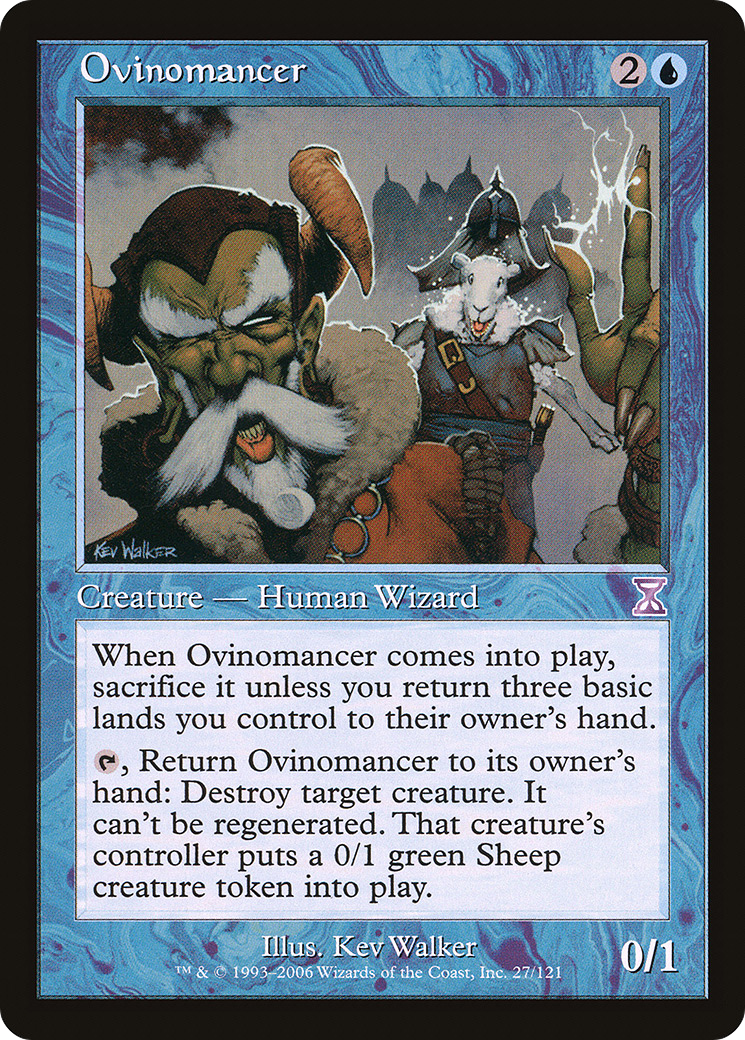 Ovinomancer 2
KEV WALKER
Creature — Human Wizard
When Ovinomancer comes into play,
sacrifice it unless you return three basic
lands you control to their owner's hand.
, Return Ovinomancer to its owner's
hand: Destroy target creature. It
can't be regenerated. That creature's
controller puts a 0/1 green Sheep
creature token into play.
Illus. Kev Walker
™ & © 1993–2006 Wizards of the Coast, Inc. 27/121
0/1